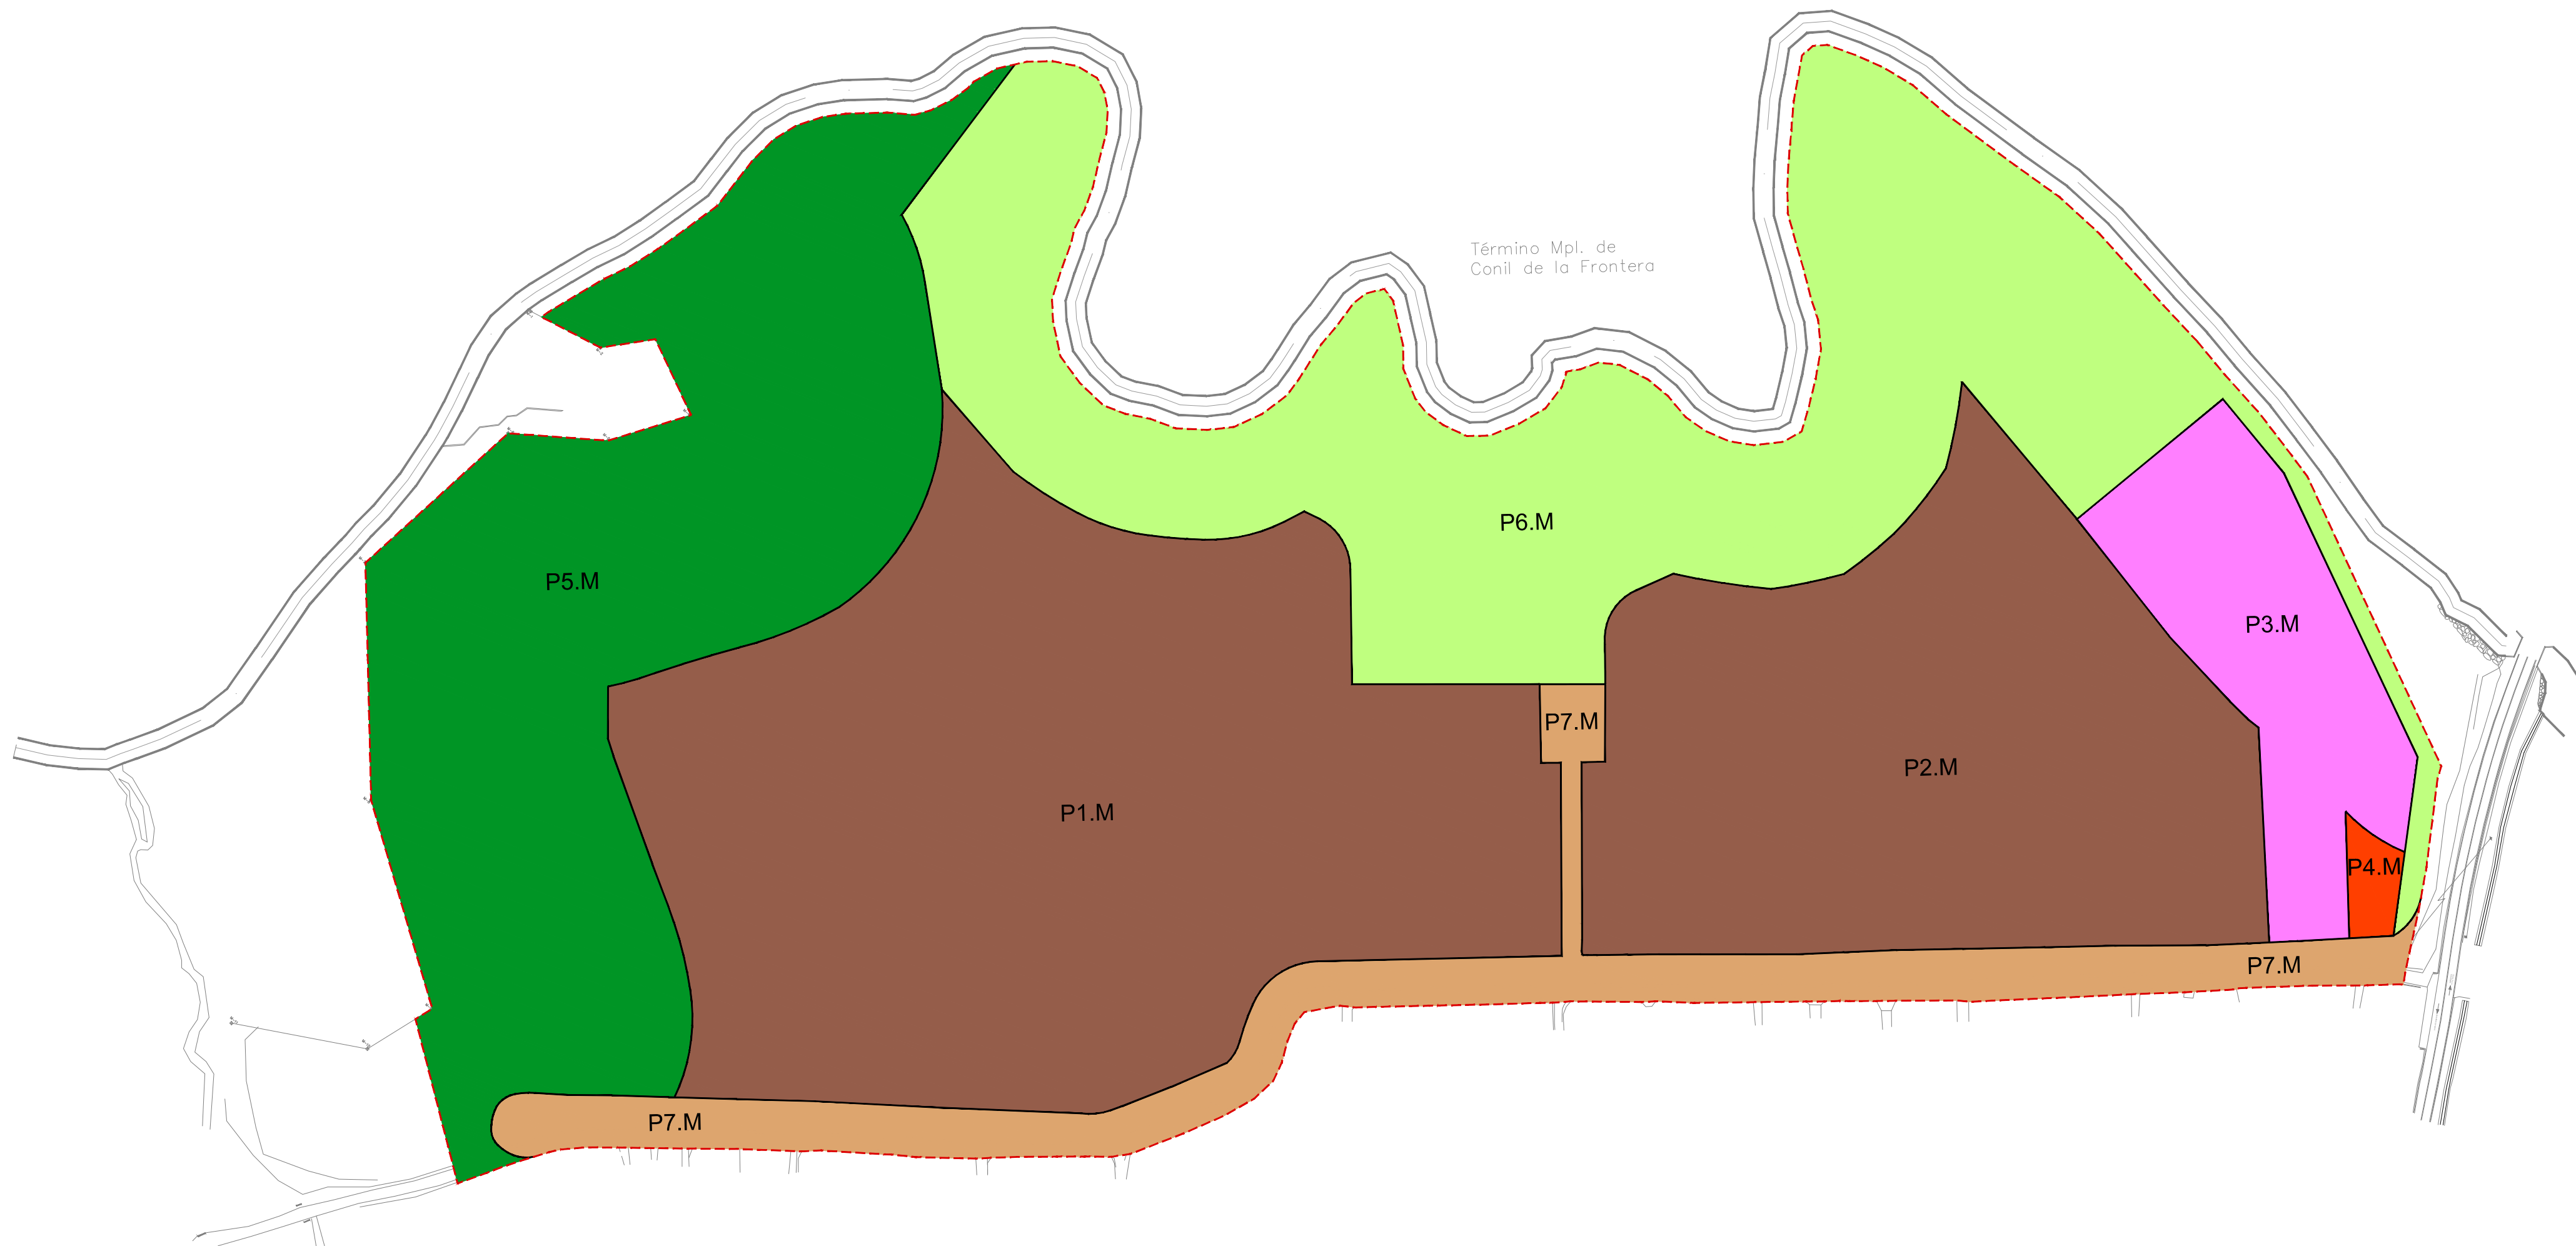 Término Mpl. de
Conil de la Frontera
P6.M
P5.M
P3.M
P7.M
P2.M
P1.M
P4.M
P7.M
P7.M